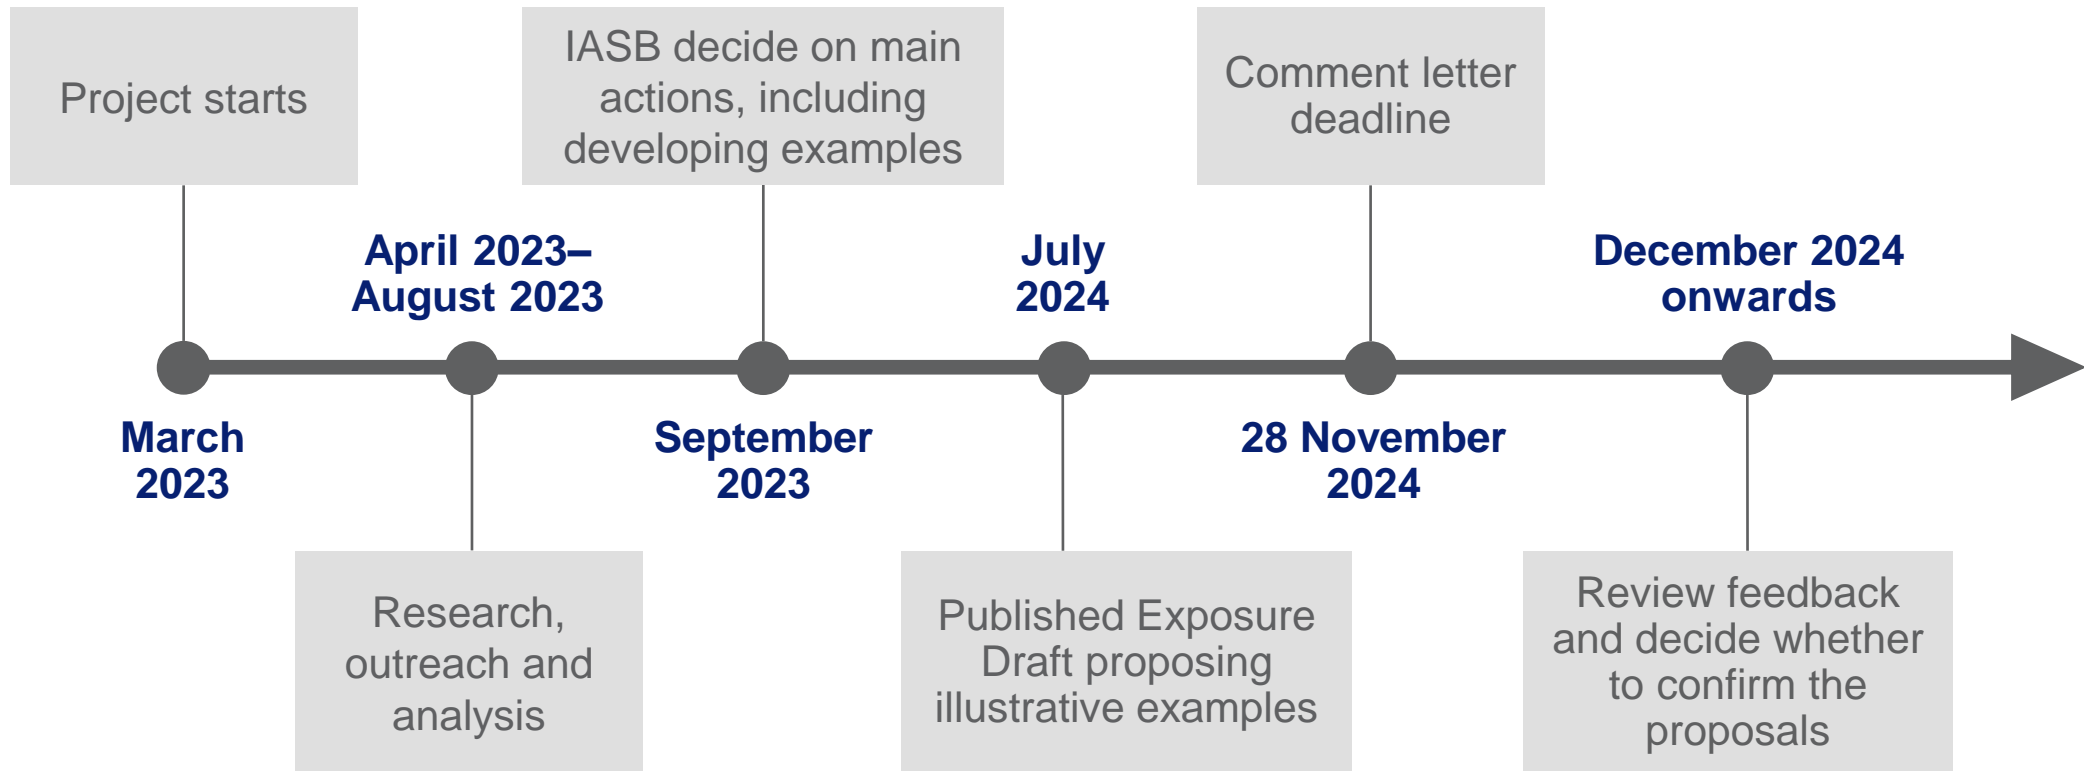 Project starts
March
2023
April 2023–
August 2023
Research,
outreach and
analysis
IASB decide on main
actions, including
developing examples
September
2023
July
2024
Published Exposure
Draft proposing
illustrative examples
Comment letter
deadline
28 November
2024
December 2024
onwards
Review feedback
and decide whether
to confirm the
proposals